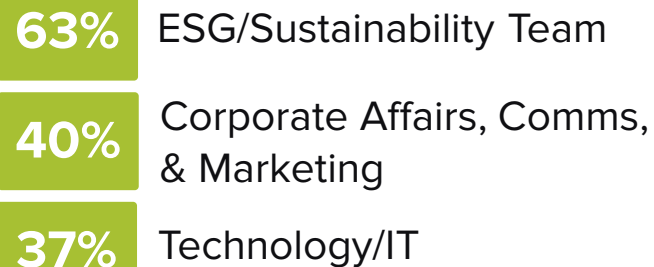 63% ESG/Sustainability Team
40% Corporate Affairs, Comms,
& Marketing
37% Technology/IT